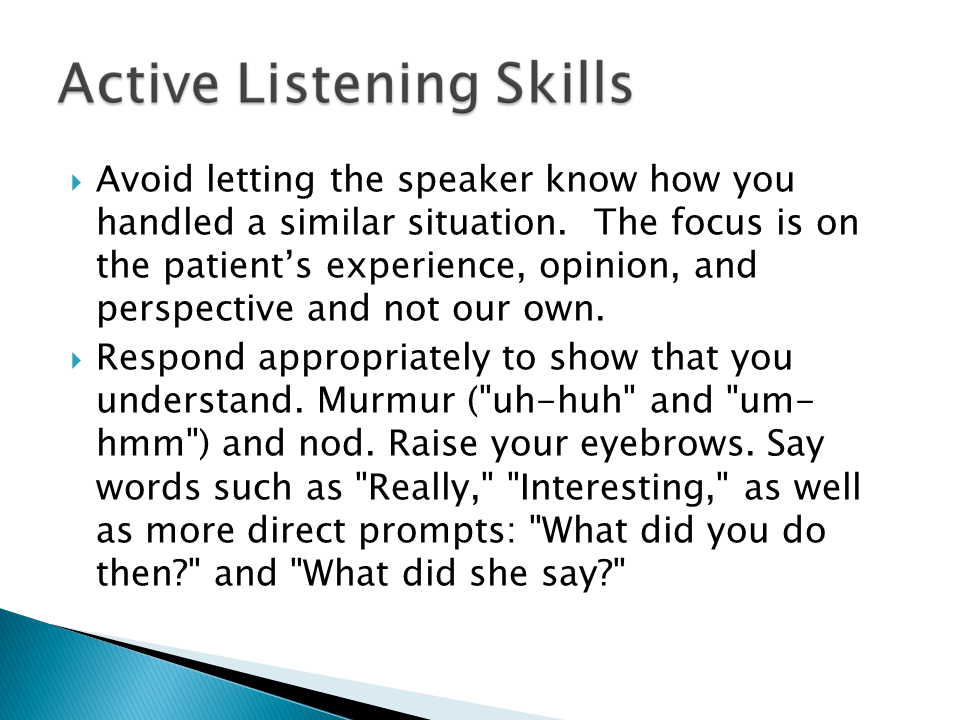 Active Listening Skills
Avoid letting the speaker know how you
handled a similar situation.  The focus is on
the patient’s experience, opinion, and
perspective and not our own.
Respond appropriately to show that you
understand. Murmur ("uh-huh" and "um-
hmm") and nod. Raise your eyebrows. Say
words such as "Really," "Interesting," as well
as more direct prompts: "What did you do
then?" and "What did she say?"